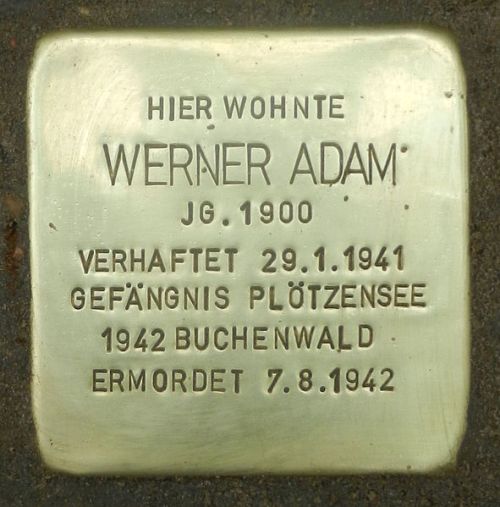 HIER WOHNTE
WERNER ADAM
JG. 1900
VERHAFTET 29.1.1941
GEFÄNGNIS PLÖTZENSEE
1942 BUCHENWALD
ERMORDET 7.8.1942